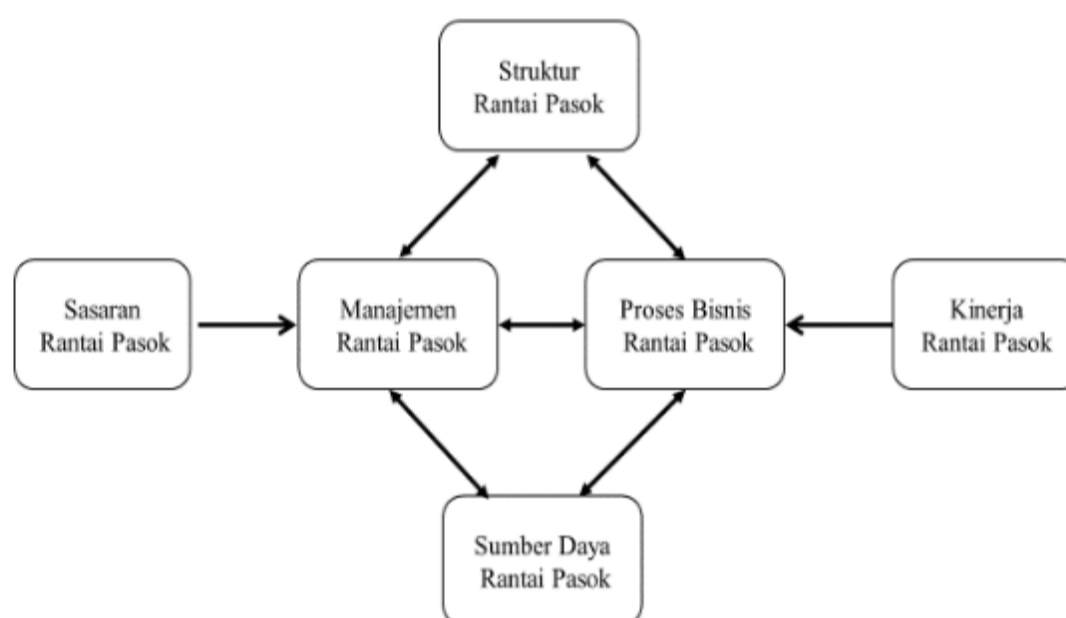 Struktur
Rantai Pasok
Sasaran
Rantai Pasok
Manajemen
Rantai Pasok
Proses Bisnis
Rantai Pasok
Kinerja
Rantai Pasok
Sumber Daya
Rantai Pasok